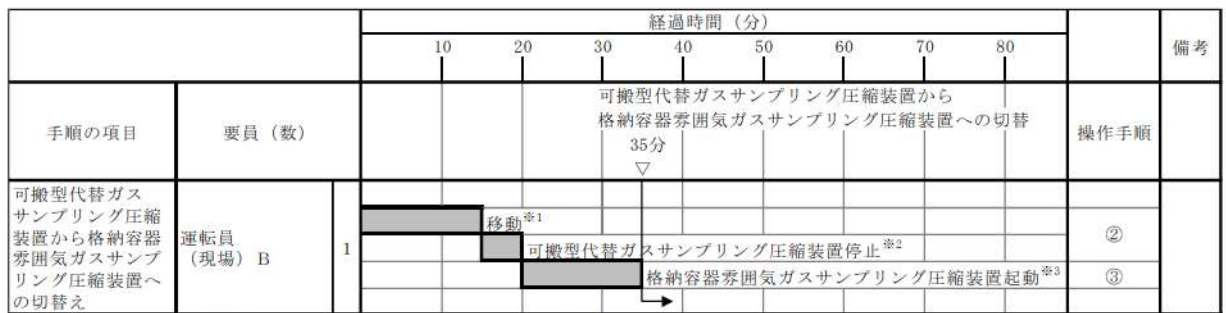 経過時間（分）
10 20 30 40 50 60 70 80
備考
手順の項目
要員（数）
可搬型代替ガスサンプリング圧縮装置から
格納容器雰囲気ガスサンプリング圧縮装置への切替
35分
▽
操作手順
可搬型代替ガス
サンプリング圧縮
装置から格納容器
雰囲気ガスサンプ
リング圧縮装置へ
の切替え
運転員
（現場）B
1
移動※1
可搬型代替ガスサンプリング圧縮装置停止※2
格納容器雰囲気ガスサンプリング圧縮装置起動※3
②
③